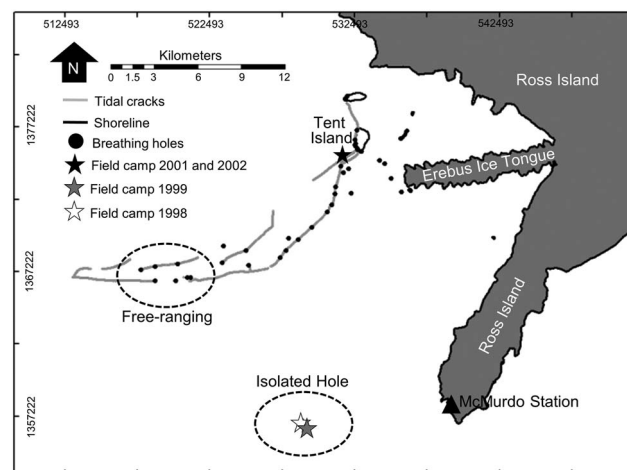 512493
522493
532493
542493
Kilometers
N
0 1.5 3 6 9 12
Tidal cracks
Shoreline
Breathing holes
Field camp 2001 and 2002
Field camp 1999
Field camp 1998
Tent
Island
Ross Island
Erebus Ice Tongue
1377222
1367222
1357222
Free-ranging
Ross Island
Isolated Hole
McMurdo Station